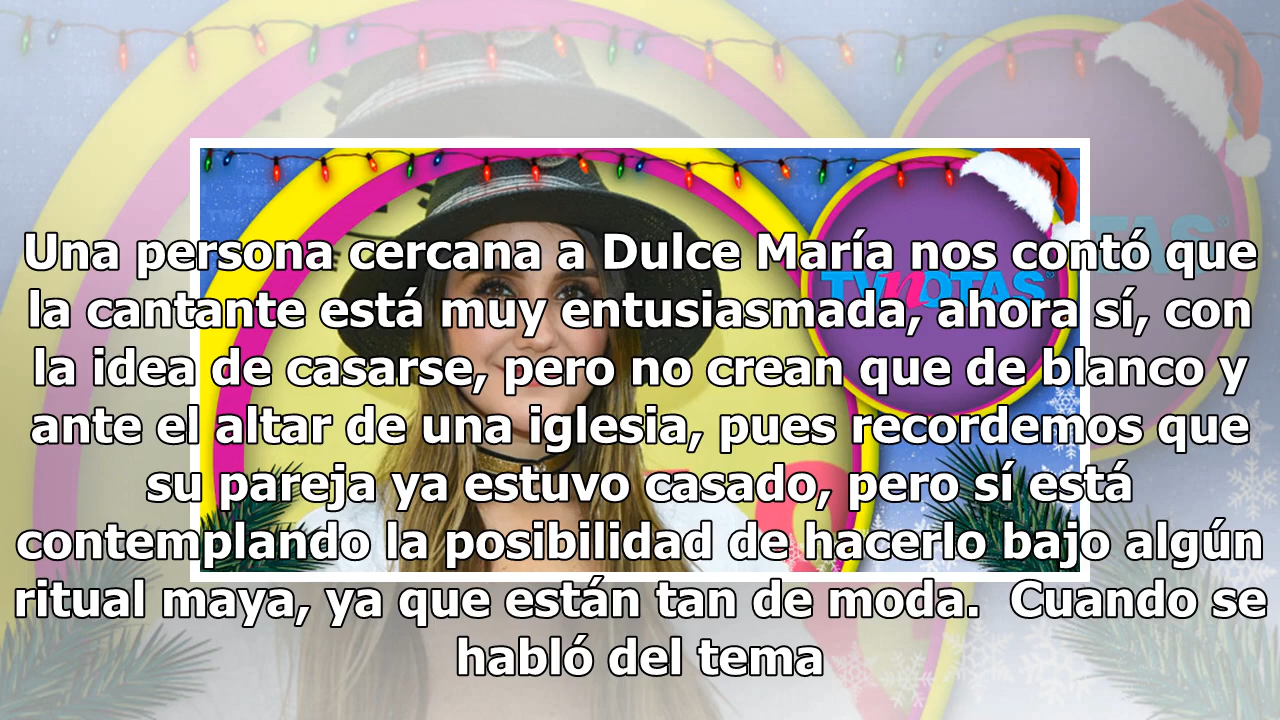 Una persona cercana a Dulce María nos contó que
la cantante está muy entusiasmada, ahora sí, con
TVNOTAS
la idea de casarse, pero no crean que de blanco y
ante el altar de una iglesia, pues recordemos que
su pareja ya estuvo casado, pero sí está
contemplando la posibilidad de hacerlo bajo algún
ritual maya, ya que están tan de moda.  Cuando se
habló del tema